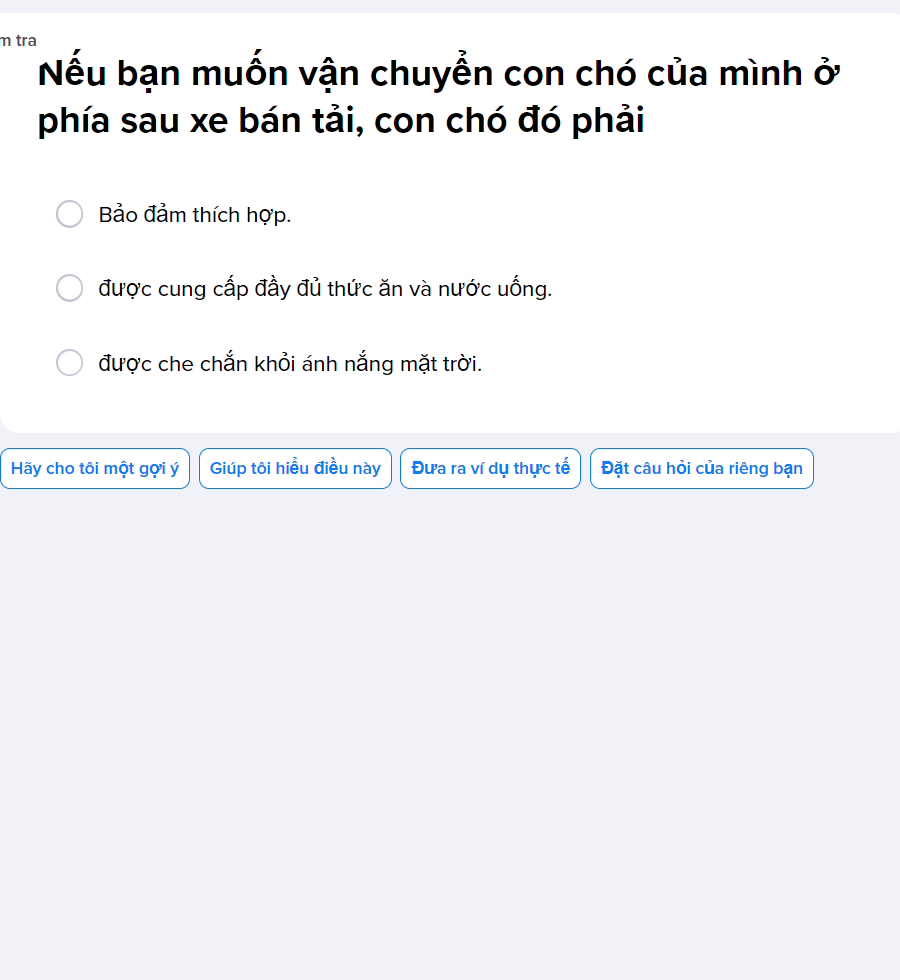 m tra
Nếu bạn muốn vận chuyển con chó của mình ở
phía sau xe bán tải, con chó đó phải
Bảo đảm thích hợp.
được cung cấp đầy đủ thức ăn và nước uống.
được che chắn khỏi ánh nắng mặt trời.
Hãy cho tôi một gợi ý
Giúp tôi hiểu điều này
Đưa ra ví dụ thực tế
Đặt câu hỏi của riêng bạn